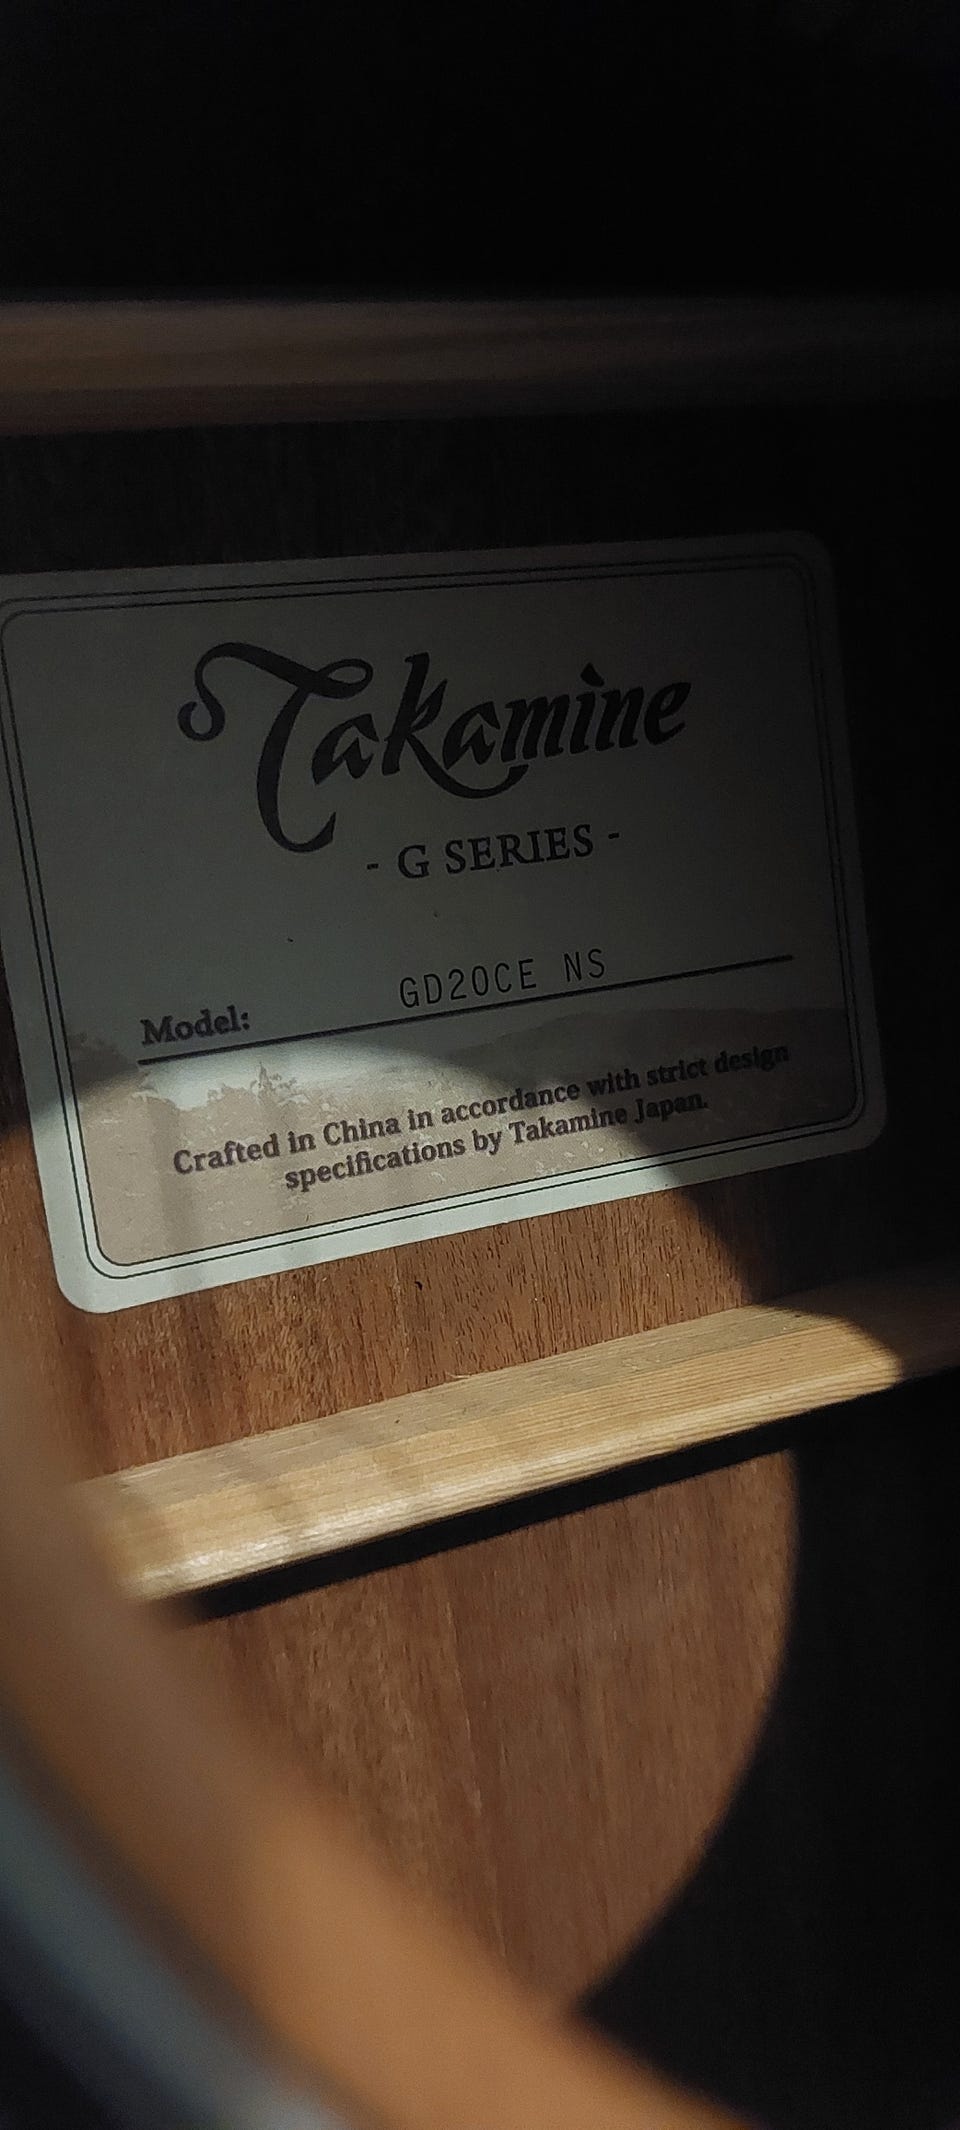 Takamine
- G SERIES -
Model: GD20CE NS
Crafted in China in accordance with strict design
specifications by Takamine Japan.